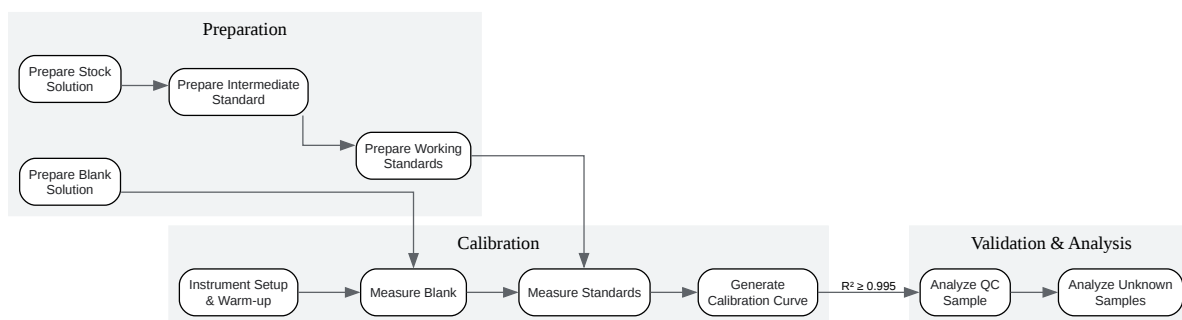 Preparation
Prepare Stock
Solution
Prepare Intermediate
Standard
Prepare Working
Standards
Prepare Blank
Solution
Calibration
Instrument Setup
& Warm-up
Measure Blank
Measure Standards
Generate
Calibration Curve
R² ≥ 0.995
Validation & Analysis
Analyze QC
Sample
Analyze Unknown
Samples